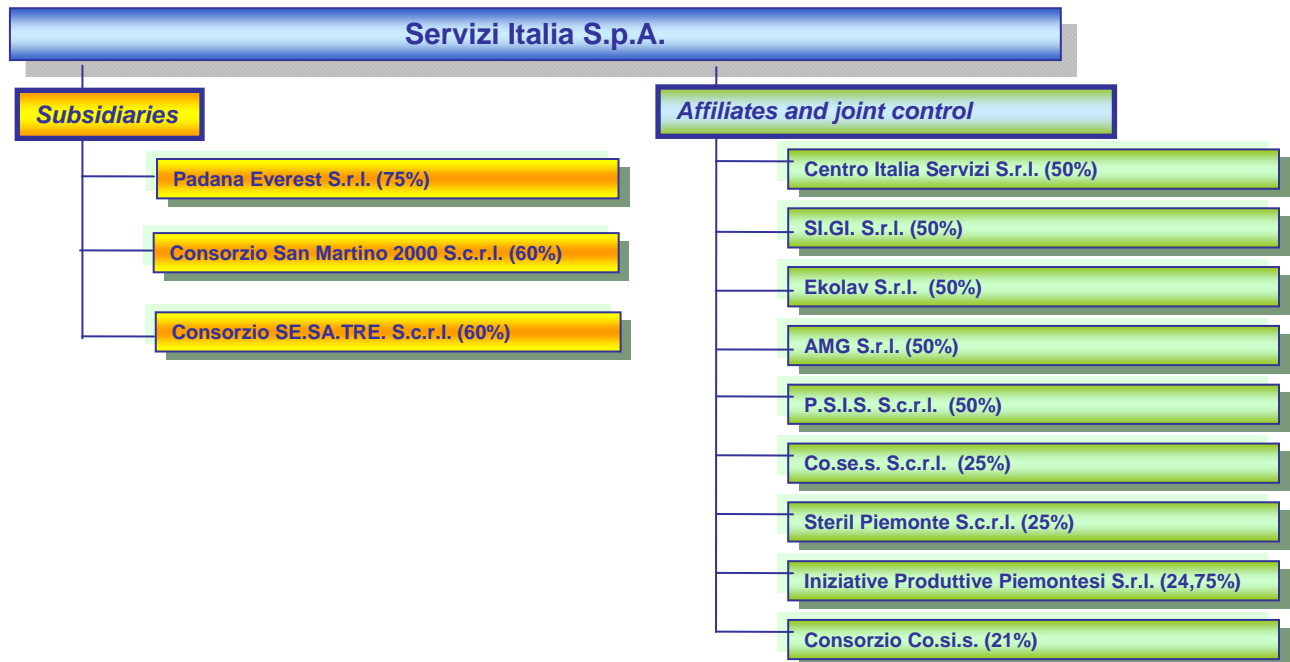 Servizi Italia S.p.A.
Subsidiaries
Padana Everest S.r.l. (75%)
Consorzio San Martino 2000 S.c.r.l. (60%)
Consorzio SE.SA.TRE. S.c.r.l. (60%)
Affiliates and joint control
Centro Italia Servizi S.r.l. (50%)
SI.GI. S.r.l. (50%)
Ekolav S.r.l. (50%)
AMG S.r.l. (50%)
P.S.I.S. S.c.r.l. (50%)
Co.se.s. S.c.r.l. (25%)
Steril Piemonte S.c.r.l. (25%)
Iniziative Produttive Piemontesi S.r.l. (24,75%)
Consorzio Co.si.s. (21%)